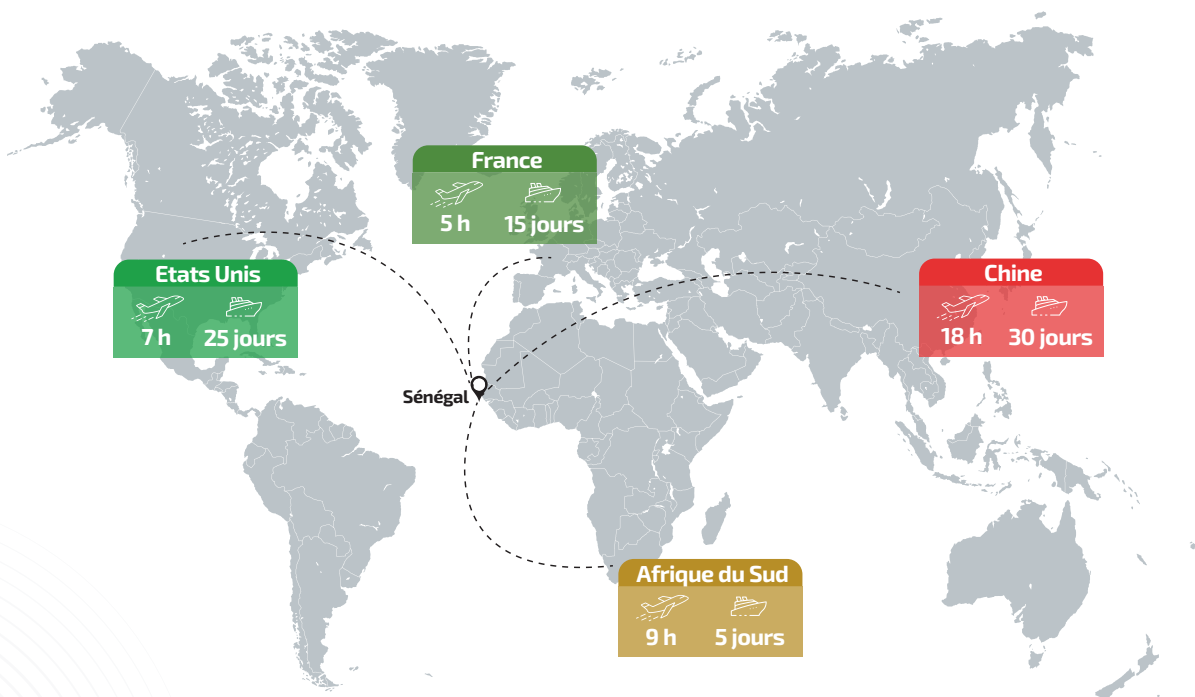 France
5 h 15 jours
Etats Unis
7 h 25 jours
Chine
18 h 30 jours
Sénégal
Afrique du Sud
9 h 5 jours